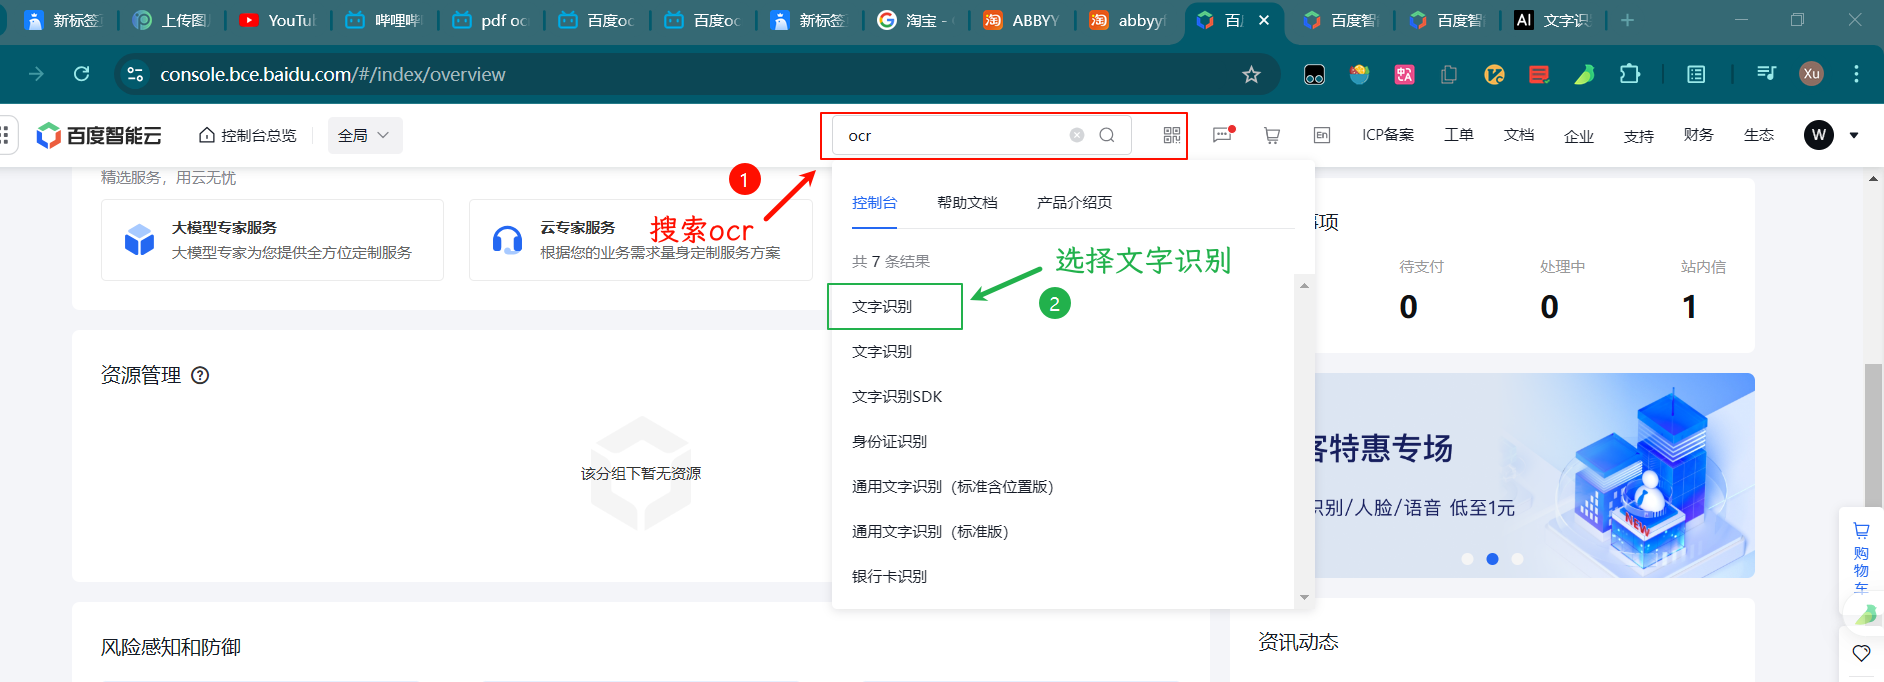 新标签
上传图
YouTub
哔哩哔
pdf oc
百度oc
百度oc
新标签
淘宝 -
ABBYY
abbyyf
百度
百度智
百度智
文字识
console.bce.baidu.com/#/index/overview
Xu
百度智能云
控制台总览
全局
ocr
En
ICP备案
工单
文档
企业
支持
财务
生态
W
精选服务，用云无忧
大模型专家服务
大模型专家为您提供全方位定制服务
云专家服务
根据您的业务需求量身定制服务方案
1
搜索ocr
控制台
帮助文档
产品介绍页
共 7 条结果
选择文字识别
2
文字识别
文字识别
文字识别SDK
身份证识别
通用文字识别（标准含位置版）
通用文字识别（标准版）
银行卡识别
事项
待支付
处理中
站内信
0
0
1
资源管理
该分组下暂无资源
客特惠专场
识别/人脸/语音 低至1元
NEW
购物车
风险感知和防御
资讯动态